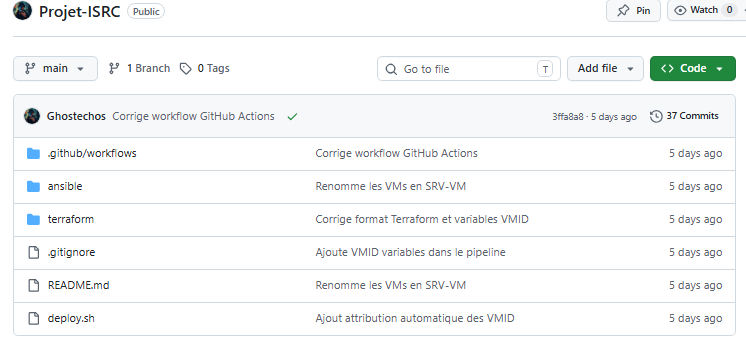 Projet-ISRC Public Pin Watch 0
main 1 Branch 0 Tags Go to file T Add file Code
Ghostechos Corrige workflow GitHub Actions 3ffa8a8 · 5 days ago 37 Commits
.github/workflows Corrige workflow GitHub Actions 5 days ago
ansible Renomme les VMs en SRV-VM 5 days ago
terraform Corrige format Terraform et variables VMID 5 days ago
.gitignore Ajoute VMID variables dans le pipeline 5 days ago
README.md Renomme les VMs en SRV-VM 5 days ago
deploy.sh Ajout attribution automatique des VMID 5 days ago